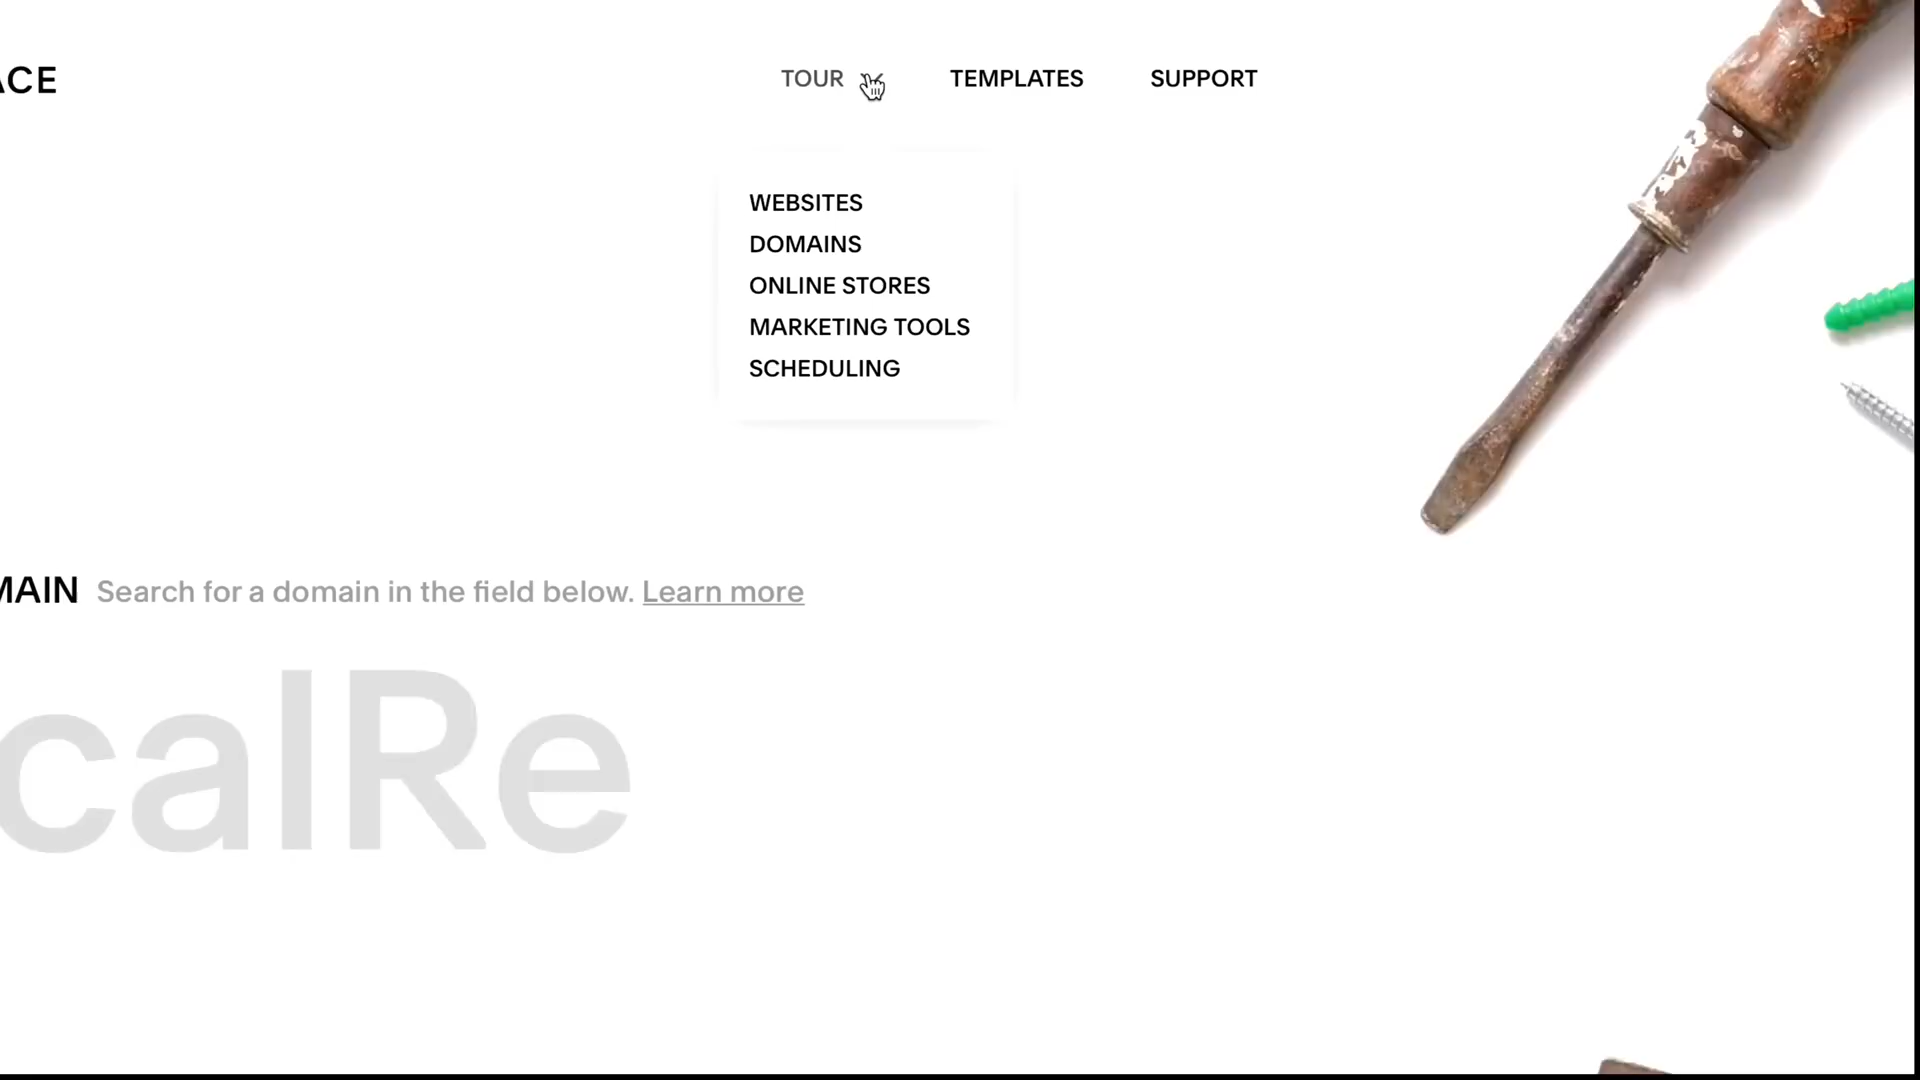 ACE
TOUR
TEMPLATES
SUPPORT
WEBSITES
DOMAINS
ONLINE STORES
MARKETING TOOLS
SCHEDULING
MAIN Search for a domain in the field below. Learn more
calRe